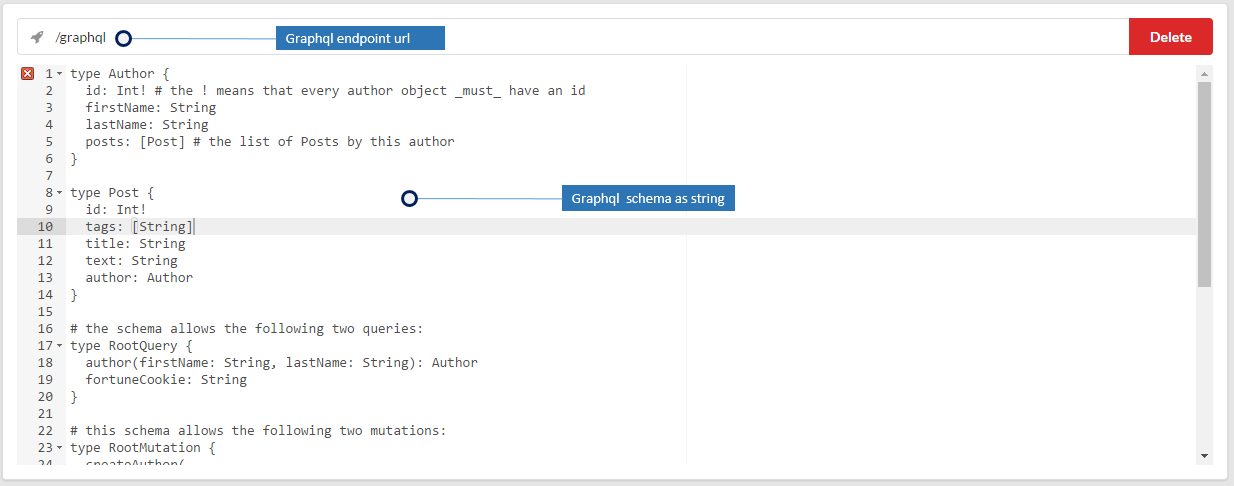 /graphql Graphql endpoint url Delete
1 type Author {
2 id: Int! # the ! means that every author object _must_ have an id
3 firstName: String
4 lastName: String
5 posts: [Post] # the list of Posts by this author
6 }
7
8 type Post { Graphql schema as string
9 id: Int!
10 tags: [String]
11 title: String
12 text: String
13 author: Author
14 }
15
16 # the schema allows the following two queries:
17 type RootQuery {
18 author(firstName: String, lastName: String): Author
19 fortuneCookie: String
20 }
21
22 # this schema allows the following two mutations:
23 type RootMutation {
24 createAuthor(